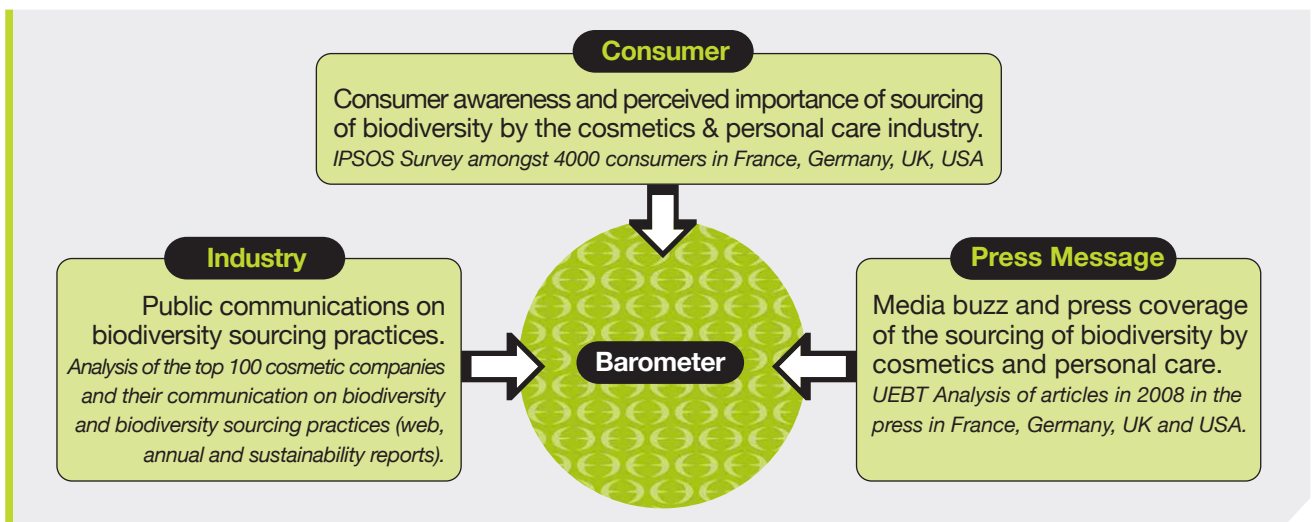 Consumer
Consumer awareness and perceived importance of sourcing
of biodiversity by the cosmetics & personal care industry.
IPSOS Survey amongst 4000 consumers in France, Germany, UK, USA
Industry
Public communications on
biodiversity sourcing practices.
Analysis of the top 100 cosmetic companies
and their communication on biodiversity
and biodiversity sourcing practices (web,
annual and sustainability reports).
Barometer
Press Message
Media buzz and press coverage
of the sourcing of biodiversity by
cosmetics and personal care.
UEBT Analysis of articles in 2008 in the
press in France, Germany, UK and USA.